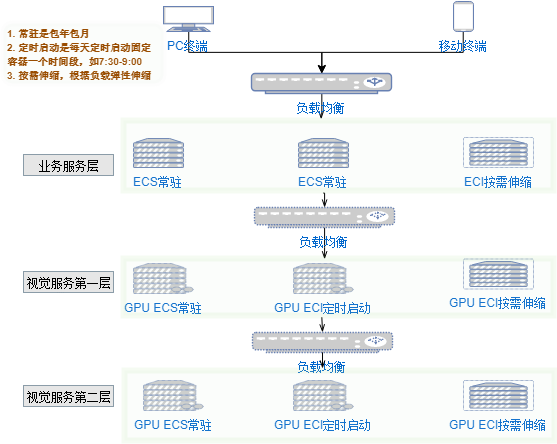 1. 常驻是包年包月
2. 定时启动是每天定时启动固定
容器一个时间段，如7:30-9:00
3. 按需伸缩，根据负载弹性伸缩
PC终端
移动终端
负载均衡
业务服务层
ECS常驻
ECS常驻
ECI按需伸缩
负载均衡
视觉服务第一层
GPU ECS常驻
GPU ECI定时启动
GPU ECI按需伸缩
负载均衡
视觉服务第二层
GPU ECS常驻
GPU ECI定时启动
GPU ECI按需伸缩